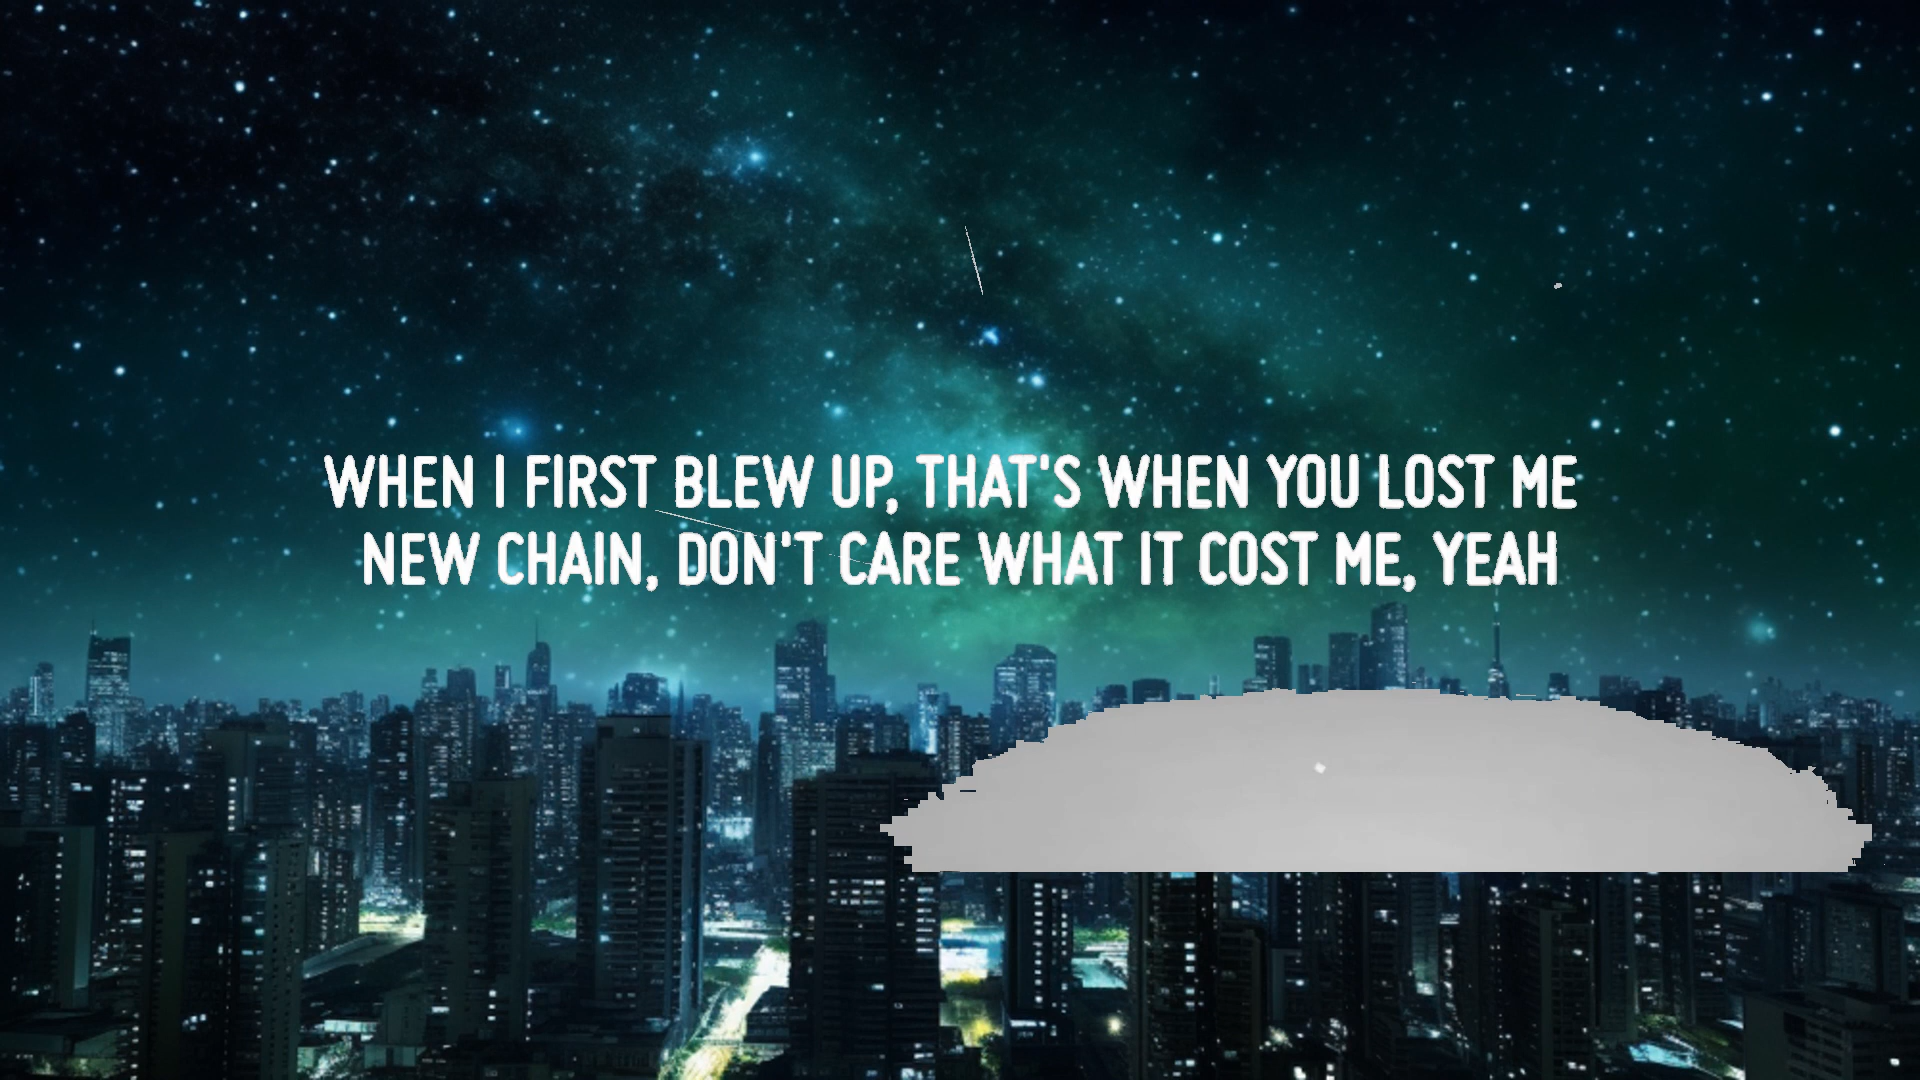 WHEN I FIRST BLEW UP, THAT'S WHEN YOU LOST ME
NEW CHAIN, DON'T CARE WHAT IT COST ME, YEAH